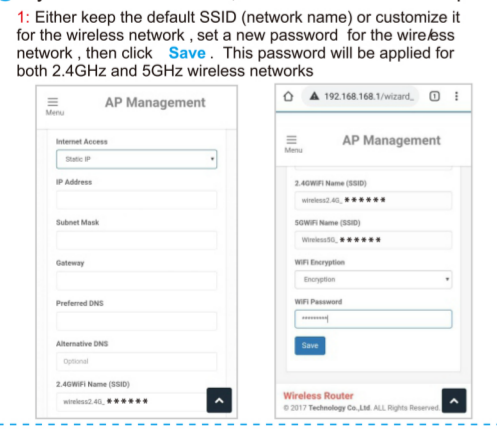 1: Either keep the default SSID (network name) or customize it
for the wireless network , set a new password for the wireless
network , then click Save . This password will be applied for
both 2.4GHz and 5GHz wireless networks
Menu
AP Management
Internet Access
Static IP
IP Address
Subnet Mask
Gateway
Preferred DNS
Alternative DNS
Optional
2.4GWiFi Name (SSID)
wireless2.4G_ ******
192.168.168.1/wizard_
1
Menu
AP Management
2.4GWiFi Name (SSID)
wireless2.4G_ ******
5GWiFi Name (SSID)
Wireless5G_ ******
WiFi Encryption
Encryption
WiFi Password
*********
Save
Wireless Router
© 2017 Technology Co.,Ltd. ALL Rights Reserved.